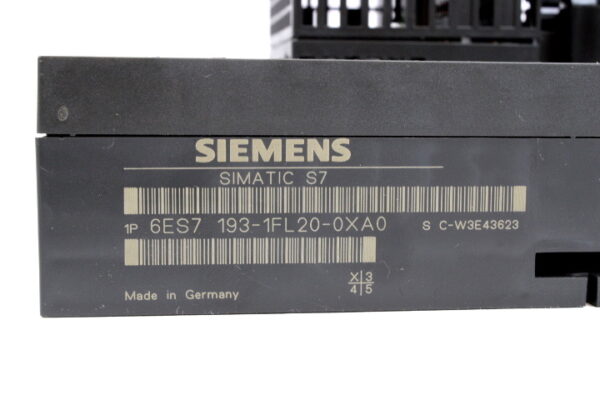 SIEMENS
SIMATIC S7
1P 6ES7 193-1FL20-0XA0 S C-W3E43623
X 3
4 5
Made in Germany